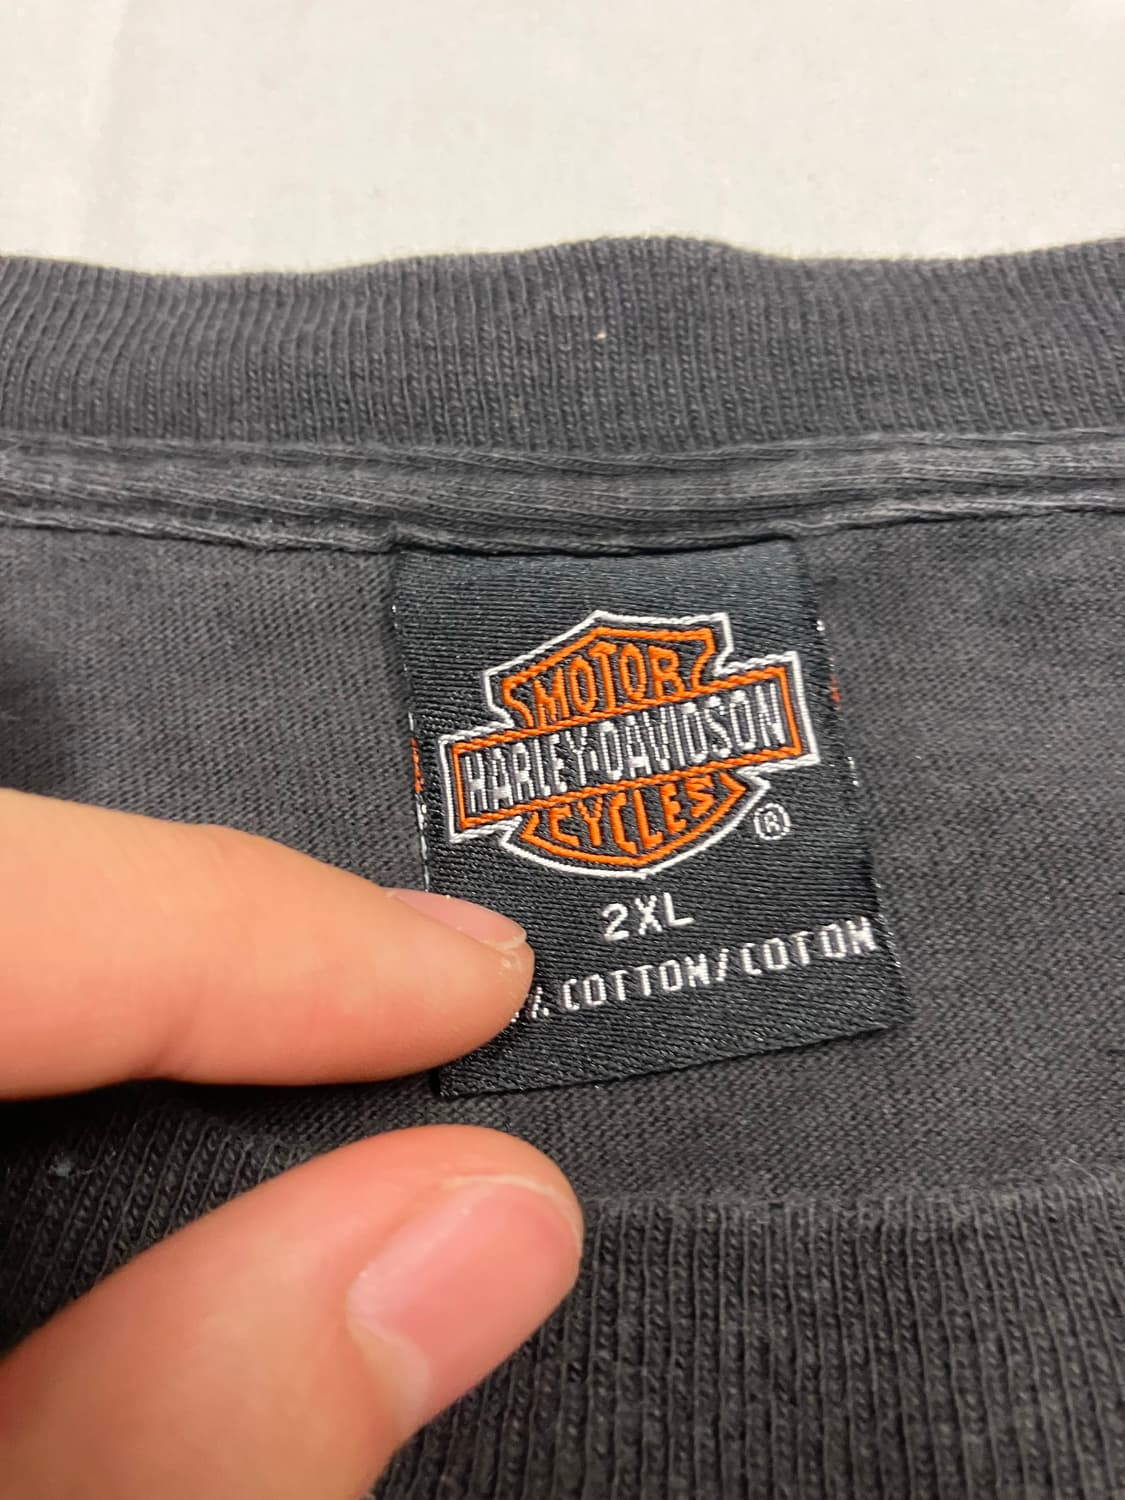 MOTOR
HARLEY-DAVIDSON
CYCLES
®
2XL
% COTTON/COTON